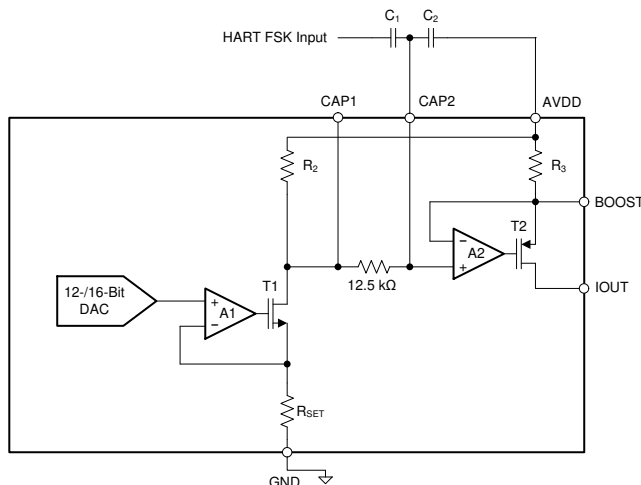 C1 C2
HART FSK Input
CAP1 CAP2 AVDD
R2 R3
BOOST
T2
A2
12.5 kΩ
IOUT
T1
12-/16-Bit
DAC
A1
RSET
GND